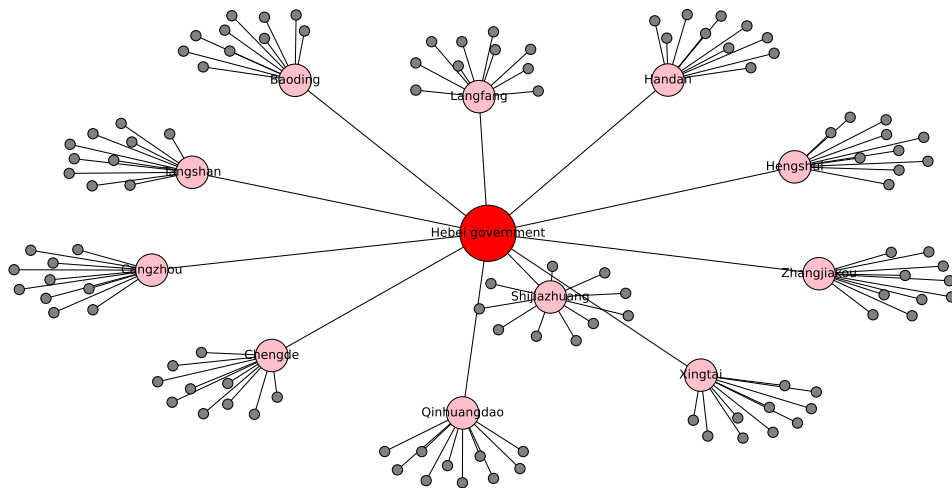 Baoding
Langfang
Handan
Tangshan
Hengshui
Hebei government
Cangzhou
Zhangjiakou
Shijiazhuang
Chengde
Xingtai
Qinhuangdao